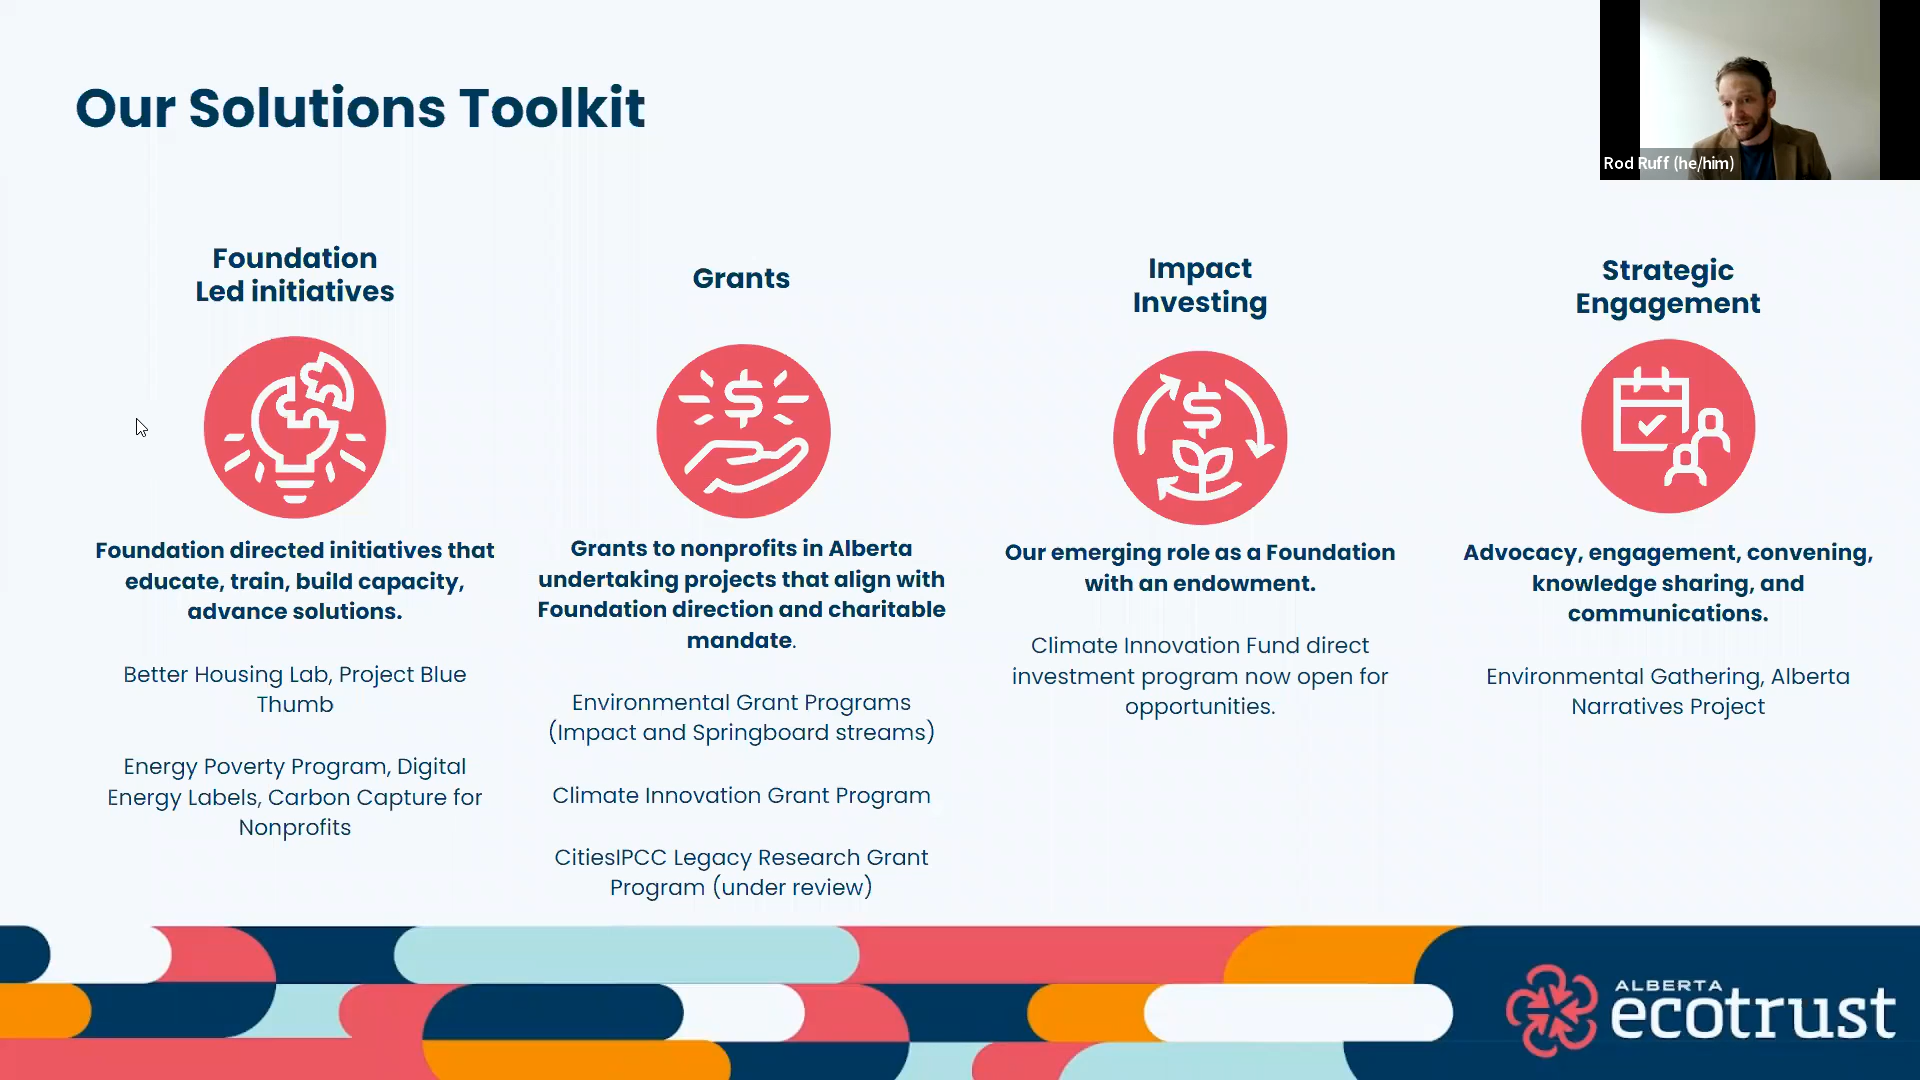 Our Solutions Toolkit
Rod Ruff (he/him)
Foundation
Led initiatives
Foundation directed initiatives that
educate, train, build capacity,
advance solutions.
Better Housing Lab, Project Blue
Thumb
Energy Poverty Program, Digital
Energy Labels, Carbon Capture for
Nonprofits
Grants
Grants to nonprofits in Alberta
undertaking projects that align with
Foundation direction and charitable
mandate.
Environmental Grant Programs
(Impact and Springboard streams)
Climate Innovation Grant Program
CitiesIPCC Legacy Research Grant
Program (under review)
Impact
Investing
Our emerging role as a Foundation
with an endowment.
Climate Innovation Fund direct
investment program now open for
opportunities.
Strategic
Engagement
Advocacy, engagement, convening,
knowledge sharing, and
communications.
Environmental Gathering, Alberta
Narratives Project
ALBERTA
ecotrust